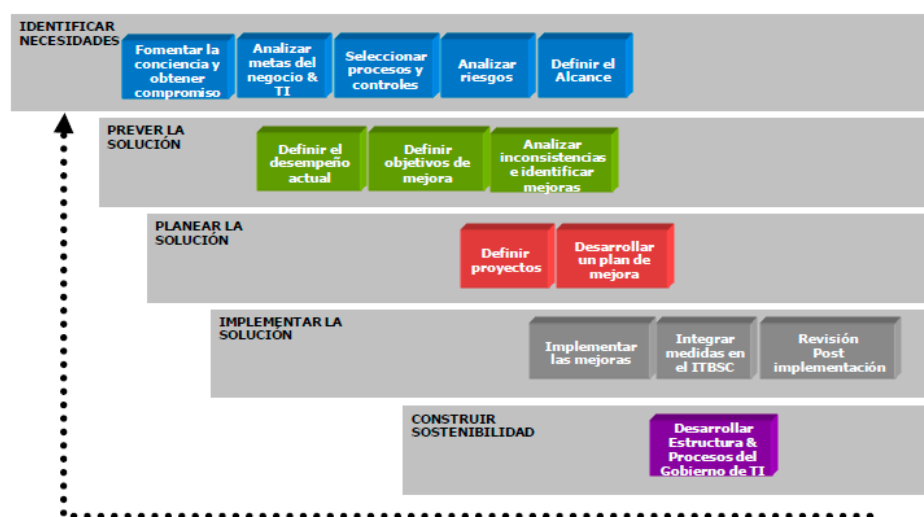 IDENTIFICAR
NECESIDADES
Fomentar la
conciencia y
obtener
compromiso
Analizar
metas del
negocio &
TI
Seleccionar
procesos y
controles
Analizar
riesgos
Definir el
Alcance
PREVER LA
SOLUCIÓN
Definir el
desempeño
actual
Definir
objetivos de
mejora
Analizar
inconsistencias
e identificar
mejoras
PLANEAR LA
SOLUCIÓN
Definir
proyectos
Desarrollar
un plan de
mejora
IMPLEMENTAR LA
SOLUCIÓN
Implementar
las mejoras
Integrar
medidas en
el ITBSC
Revisión
Post
implementación
CONSTRUIR
SOSTENIBILIDAD
Desarrollar
Estructura &
Procesos del
Gobierno de TI